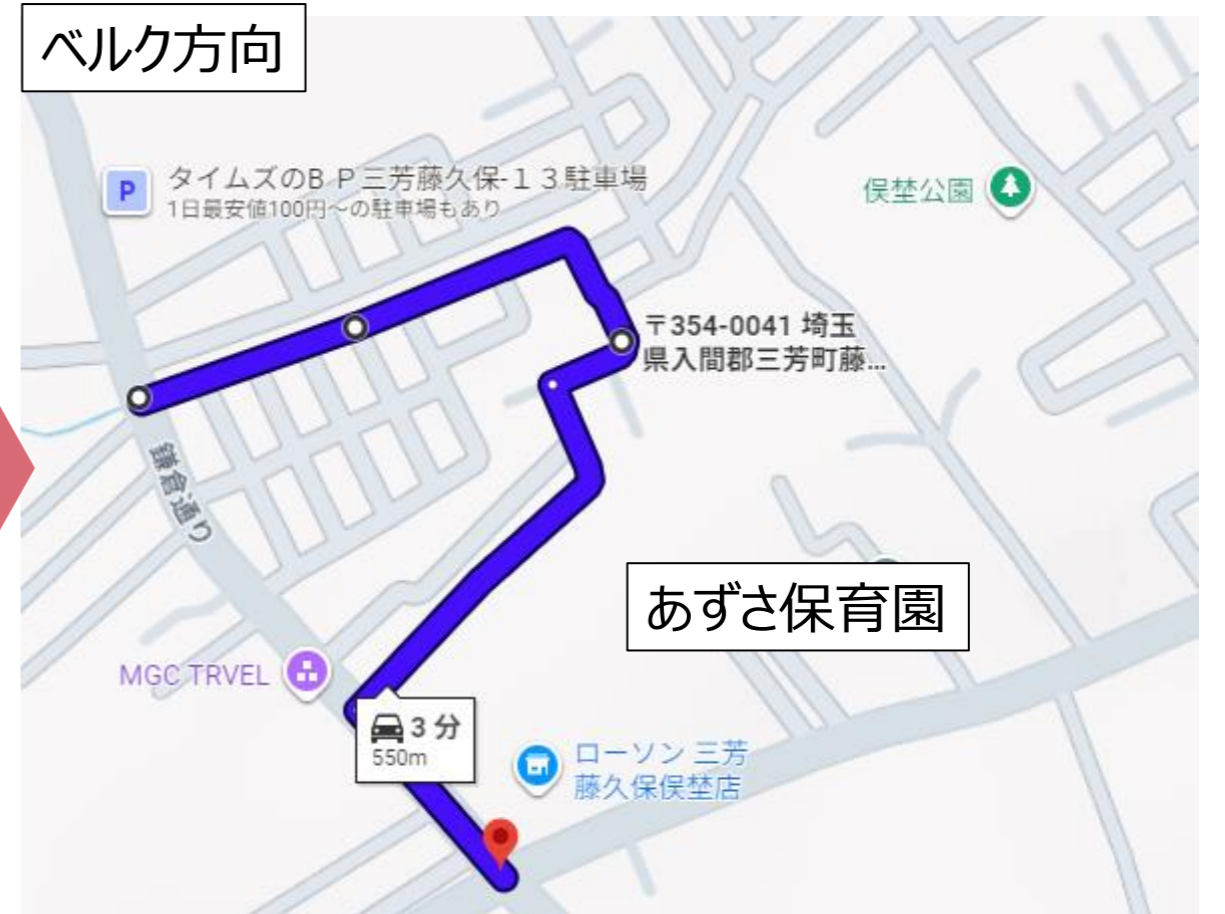 ベルク方向
P
タイムズのB P三芳藤久保-１３駐車場
1日最安値100円～の駐車場もあり
俣埜公園
〒354-0041 埼玉
県入間郡三芳町藤...
鎌倉通り
あずさ保育園
MGC TRVEL
3 分
550m
ローソン 三芳
藤久保俣埜店